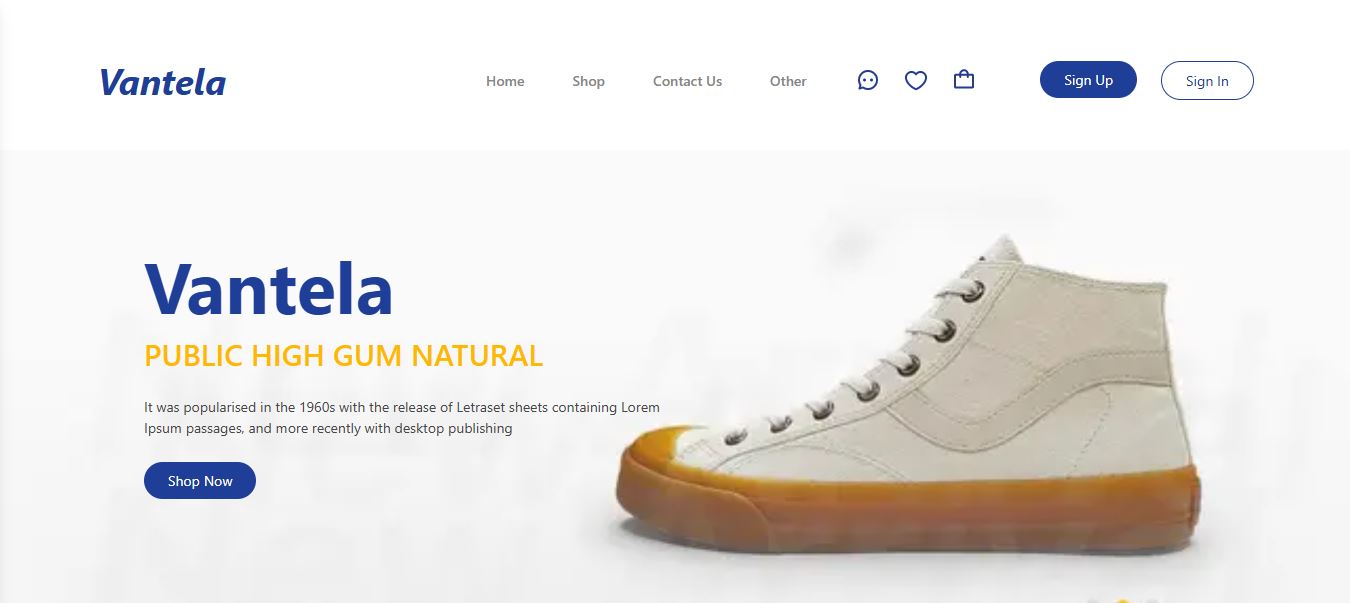 Vantela
Home Shop Contact Us Other Sign Up Sign In
Vantela
PUBLIC HIGH GUM NATURAL
It was popularised in the 1960s with the release of Letraset sheets containing Lorem
Ipsum passages, and more recently with desktop publishing
Shop Now